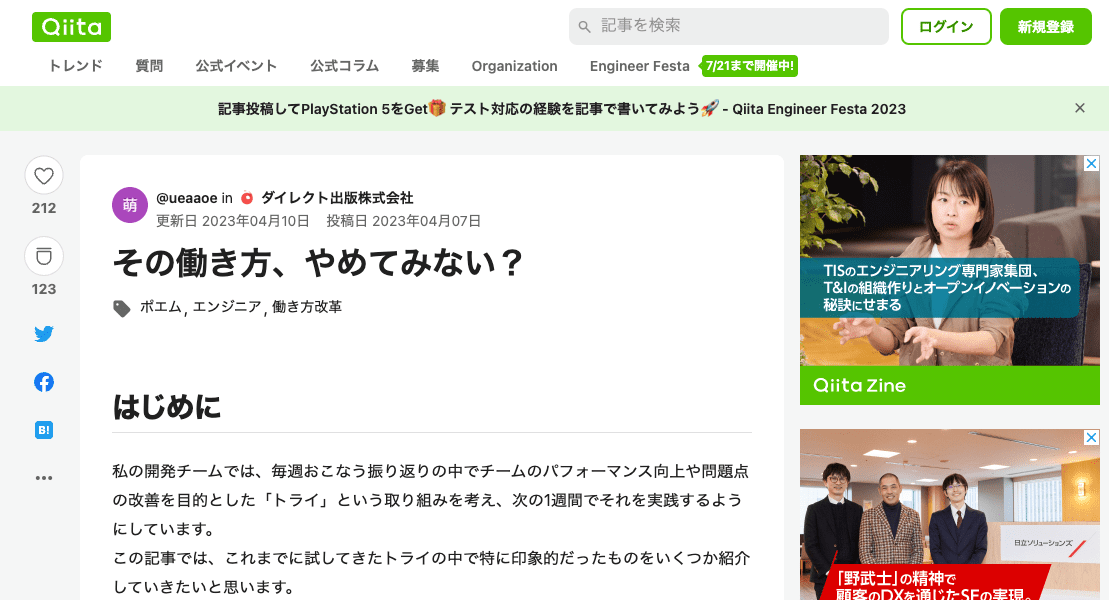 Qiita
記事を検索
ログイン
新規登録
トレンド 質問 公式イベント 公式コラム 募集 Organization Engineer Festa 7/21まで開催中!
記事投稿してPlayStation 5をGet🎁 テスト対応の経験を記事で書いてみよう🚀 - Qiita Engineer Festa 2023
212
123
B!
萌
@ueaaoe in ダイレクト出版株式会社
更新日 2023年04月10日 投稿日 2023年04月07日
その働き方、やめてみない？
ポエム, エンジニア, 働き方改革
はじめに
私の開発チームでは、毎週おこなう振り返りの中でチームのパフォーマンス向上や問題点
の改善を目的とした「トライ」という取り組みを考え、次の1週間でそれを実践するよう
にしています。
この記事では、これまでに試してきたトライの中で特に印象的だったものをいくつか紹介
していきたいと思います。
TISのエンジニアリング専門家集団、
T&Iの組織作りとオープンイノベーションの
秘訣にせまる
Qiita Zine
日立ソリューションズ
「野武士」の精神で
顧客のDXを通じたSEの実現。